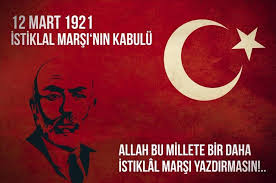 12 MART 1921
İSTİKLAL MARŞI'NIN KABULÜ
ALLAH BU MİLLETE BİR DAHA
İSTİKLÂL MARŞI YAZDIRMASIN!..